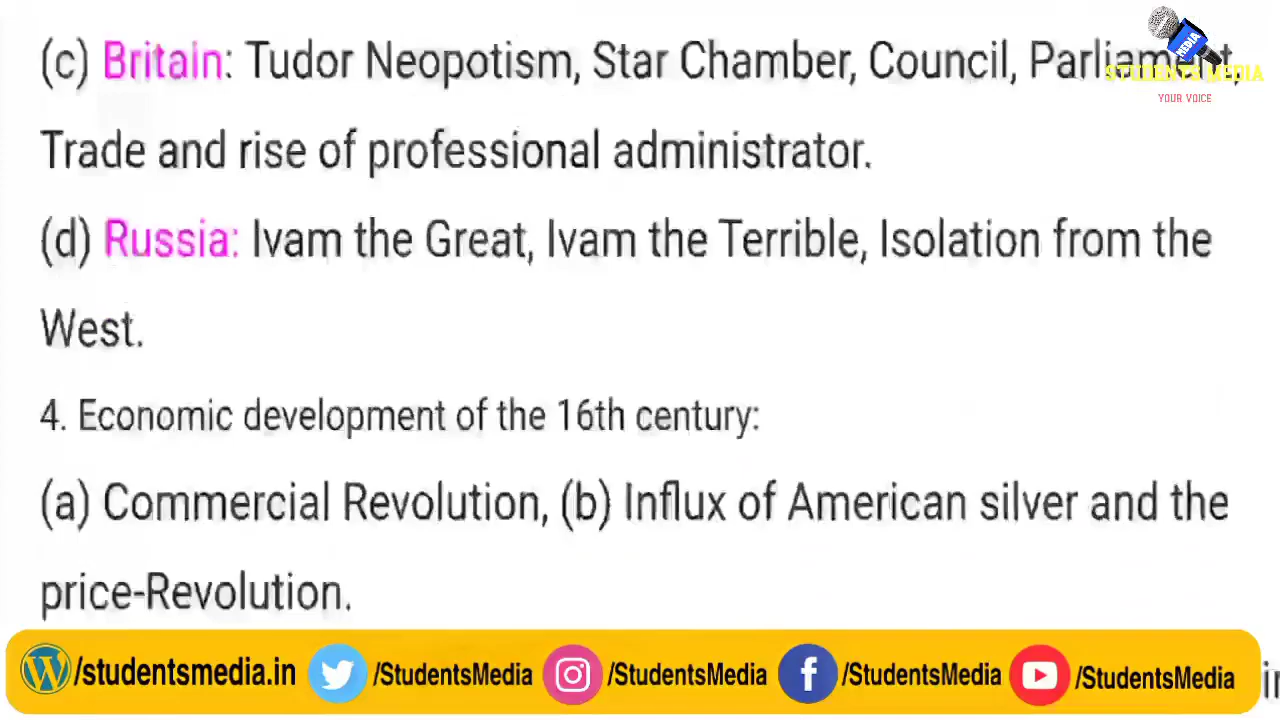 (c) Britain: Tudor Neopotism, Star Chamber, Council, Parliament,
MEDIA
STUDENTS MEDIA
YOUR VOICE
Trade and rise of professional administrator.
(d) Russia: Ivam the Great, Ivam the Terrible, Isolation from the
West.
4. Economic development of the 16th century:
(a) Commercial Revolution, (b) Influx of American silver and the
price-Revolution.
/studentsmedia.in /StudentsMedia /StudentsMedia /StudentsMedia /StudentsMedia